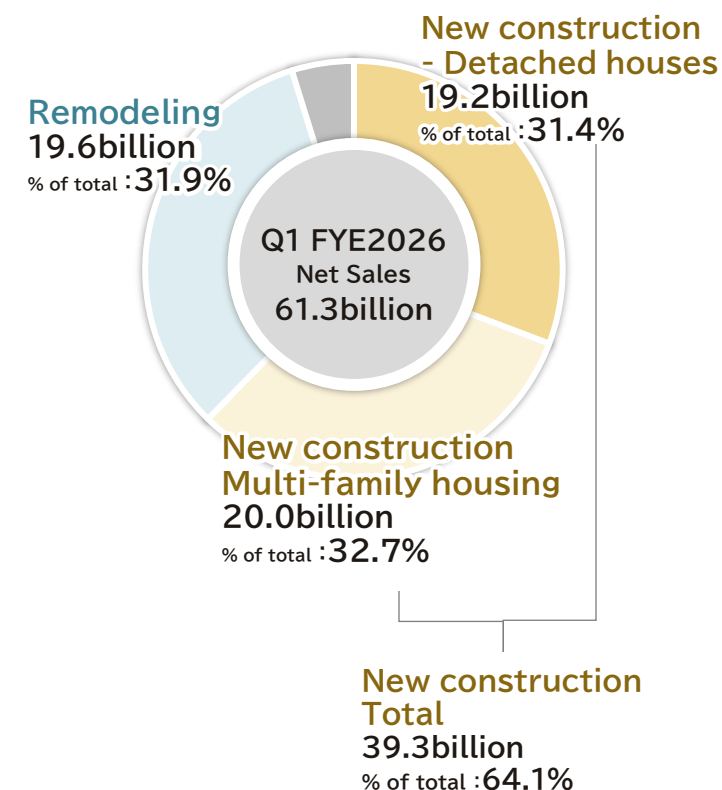 New construction
- Detached houses
19.2billion
% of total :31.4%
Remodeling
19.6billion
% of total :31.9%
Q1 FYE2026
Net Sales
61.3billion
New construction
Multi-family housing
20.0billion
% of total :32.7%
New construction
Total
39.3billion
% of total :64.1%